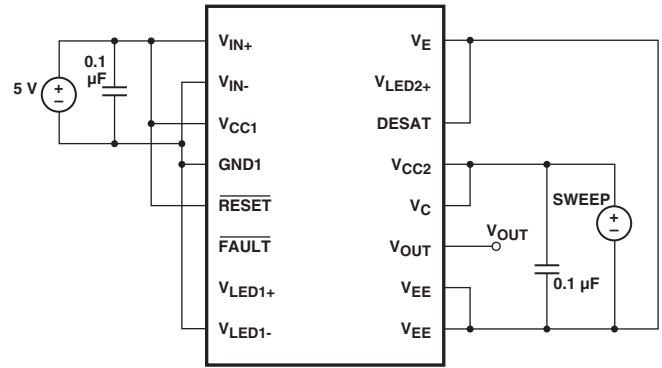 V_IN+
V_E
0.1
µF
V_IN-
V_LED2+
5 V
+
–
V_CC1
DESAT
GND1
V_CC2
RESET
V_C
SWEEP
+
–
FAULT
V_OUT
V_OUT
V_LED1+
V_EE
0.1 µF
V_LED1-
V_EE